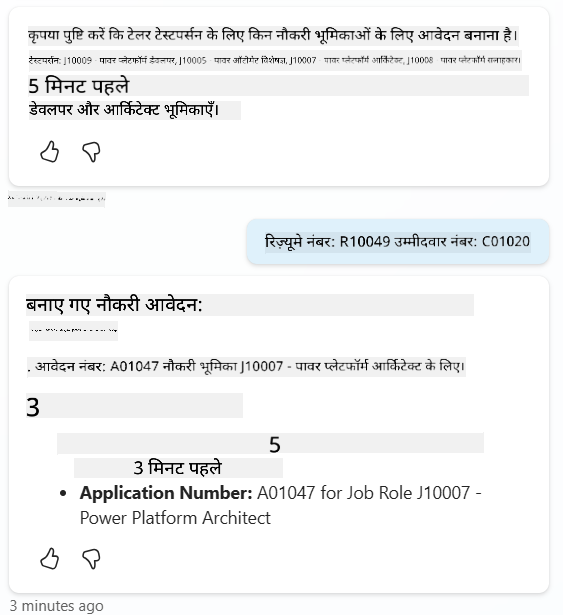 कृपया पुष्टि करें कि टेलर टेस्टपर्सन के लिए किन नौकरी भूमिकाओं के लिए आवेदन बनाना है।
टेस्टपर्सन: J10009 - पावर प्लेटफॉर्म डेवलपर, J10005 - पावर ऑटोमेट विशेषज्ञ, J10007 - पावर प्लेटफॉर्म आर्किटेक्ट, J10008 - पावर प्लेटफॉर्म सलाहकार।
5 मिनट पहले
डेवलपर और आर्किटेक्ट भूमिकाएँ।
रिज़्यूमे नंबर: R10049 उम्मीदवार नंबर: C01020
बनाए गए नौकरी आवेदन:
. आवेदन नंबर: A01047 नौकरी भूमिका J10007 - पावर प्लेटफॉर्म आर्किटेक्ट के लिए।
3
5
3 मिनट पहले
• Application Number: A01047 for Job Role J10007 -
Power Platform Architect
3 minutes ago